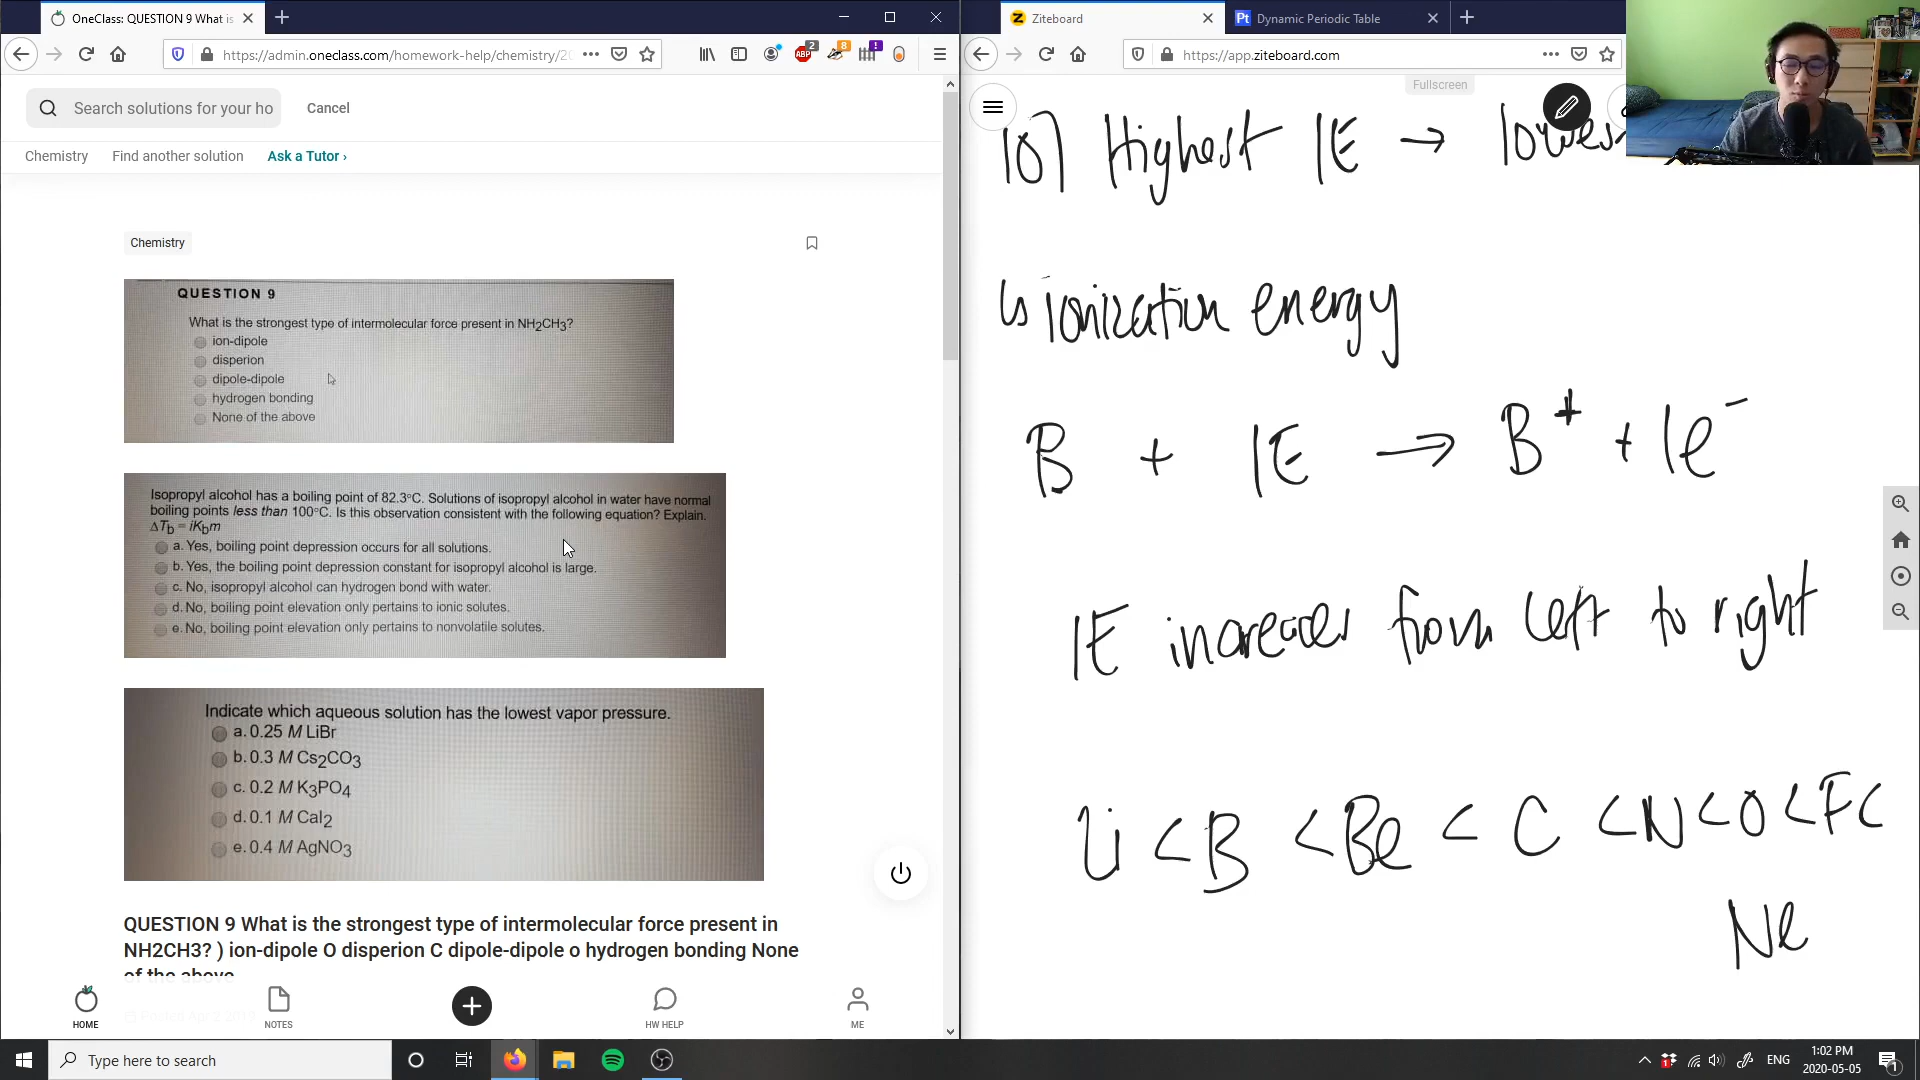 OneClass: QUESTION 9 What is
https://admin.oneclass.com/homework-help/chemistry/20
ABP
2
8
!
Search solutions for your ho
Cancel
Chemistry
Find another solution
Ask a Tutor ›
Chemistry
QUESTION 9
What is the strongest type of intermolecular force present in NH2CH3?
ion-dipole
disperion
dipole-dipole
hydrogen bonding
None of the above
Isopropyl alcohol has a boiling point of 82.3°C. Solutions of isopropyl alcohol in water have normal
boiling points less than 100°C. Is this observation consistent with the following equation? Explain.
ΔTb = iKbm
a. Yes, boiling point depression occurs for all solutions.
b. Yes, the boiling point depression constant for isopropyl alcohol is large.
c. No, isopropyl alcohol can hydrogen bond with water.
d. No, boiling point elevation only pertains to ionic solutes.
e. No, boiling point elevation only pertains to nonvolatile solutes.
Indicate which aqueous solution has the lowest vapor pressure.
a. 0.25 M LiBr
b. 0.3 M Cs2CO3
c. 0.2 M K3PO4
d. 0.1 M CaI2
e. 0.4 M AgNO3
QUESTION 9 What is the strongest type of intermolecular force present in
NH2CH3? ) ion-dipole O disperion C dipole-dipole o hydrogen bonding None
of the above
HOME
NOTES
HW HELP
ME
Ziteboard
Pt
Dynamic Periodic Table
https://app.ziteboard.com
Fullscreen
10) Highest IE → lowes
↳ ionization energy
B + IE → B+ + 1e-
IE increases from left to right
Li < B < Be < C < N < O < F <
Ne
Type here to search
ENG
1:02 PM
2020-05-05
1